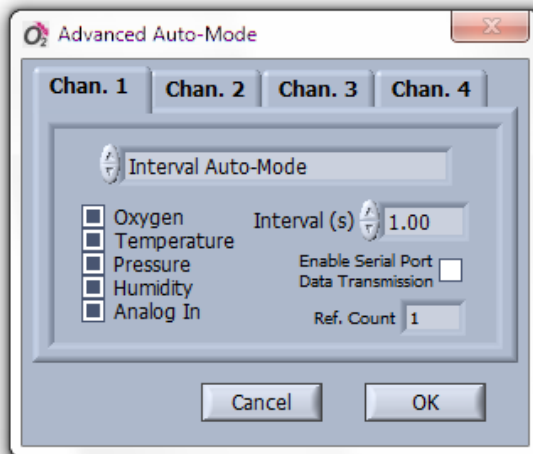 O2 Advanced Auto-Mode
Chan. 1 Chan. 2 Chan. 3 Chan. 4
Interval Auto-Mode
Oxygen
Temperature
Pressure
Humidity
Analog In
Interval (s) 1.00
Enable Serial Port
Data Transmission
Ref. Count 1
Cancel OK